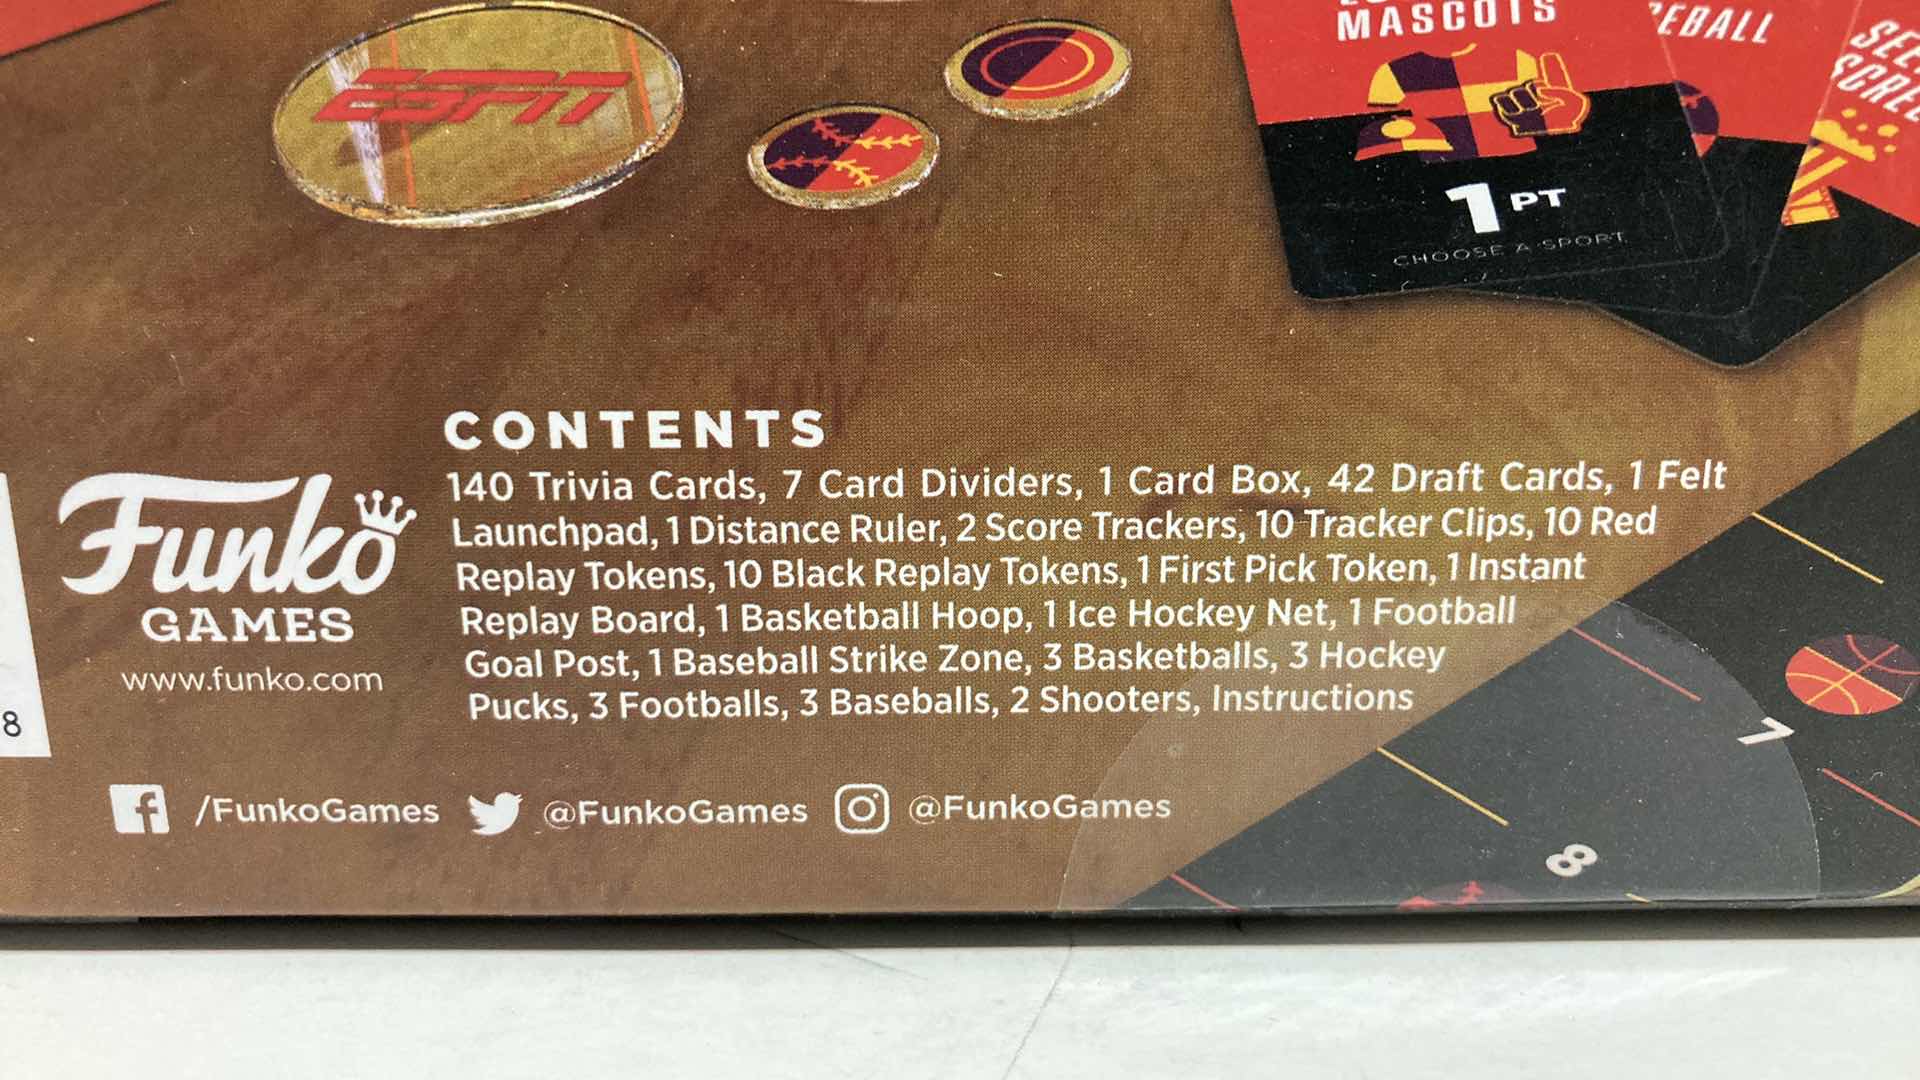 ESPN
MASCOTS
1 PT
CHOOSE A SPORT
CONTENTS
140 Trivia Cards, 7 Card Dividers, 1 Card Box, 42 Draft Cards, 1 Felt
Launchpad, 1 Distance Ruler, 2 Score Trackers, 10 Tracker Clips, 10 Red
Replay Tokens, 10 Black Replay Tokens, 1 First Pick Token, 1 Instant
Replay Board, 1 Basketball Hoop, 1 Ice Hockey Net, 1 Football
Goal Post, 1 Baseball Strike Zone, 3 Basketballs, 3 Hockey
Pucks, 3 Footballs, 3 Baseballs, 2 Shooters, Instructions
Funko
GAMES
www.funko.com
8
/FunkoGames @FunkoGames @FunkoGames
7
8